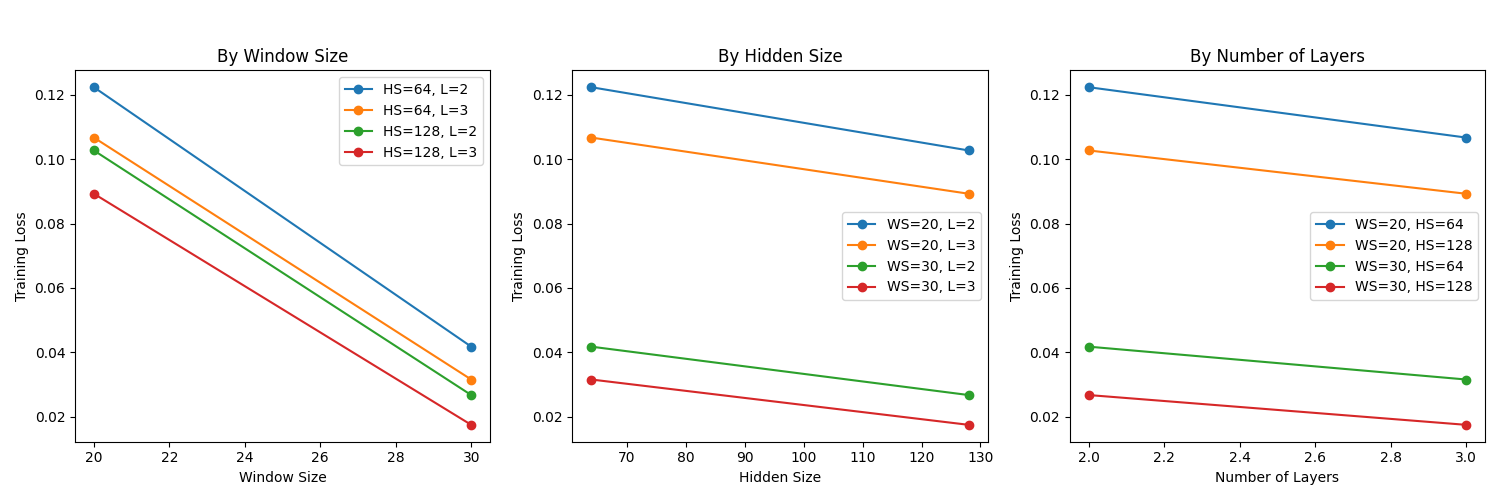 By Window Size
0.12
0.10
0.08
0.06
0.04
0.02
Training Loss
HS=64, L=2
HS=64, L=3
HS=128, L=2
HS=128, L=3
20 22 24 26 28 30
Window Size
By Hidden Size
0.12
0.10
0.08
0.06
0.04
0.02
Training Loss
WS=20, L=2
WS=20, L=3
WS=30, L=2
WS=30, L=3
70 80 90 100 110 120 130
Hidden Size
By Number of Layers
0.12
0.10
0.08
0.06
0.04
0.02
Training Loss
WS=20, HS=64
WS=20, HS=128
WS=30, HS=64
WS=30, HS=128
2.0 2.2 2.4 2.6 2.8 3.0
Number of Layers